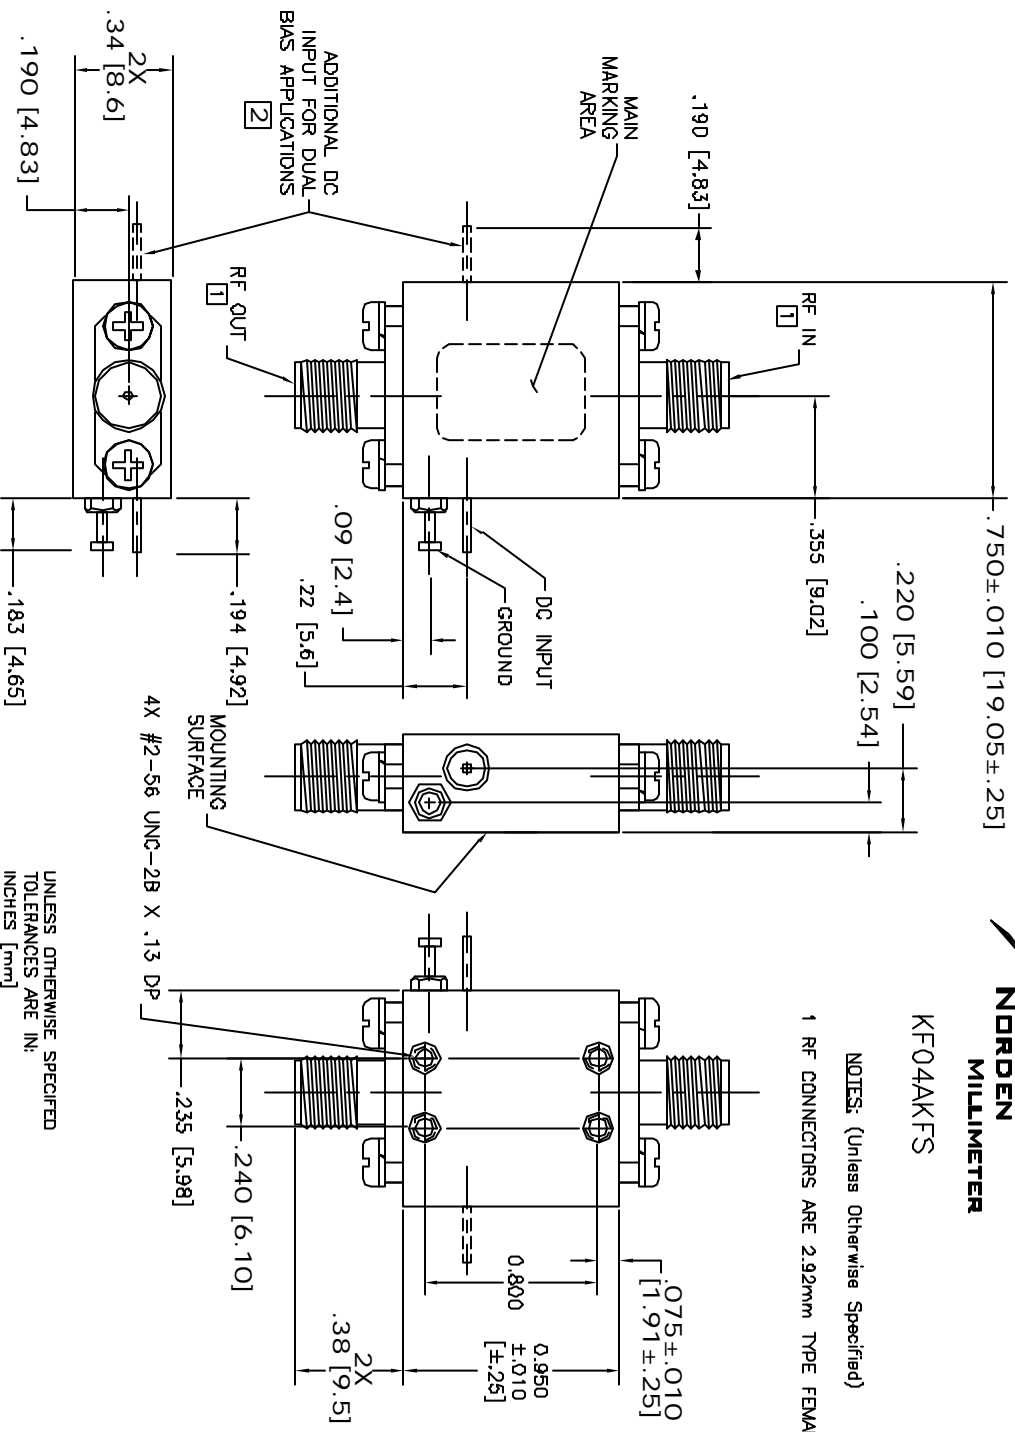 NORDEN
MILLIMETER
KF04AKFS
NOTES: (Unless Otherwise Specified)
1 RF CONNECTORS ARE 2.92mm TYPE
.750±.010 [19.05±.25]
.220 [5.59]
.100 [2.54]
.355 [9.02]
RF IN
1
.190 [4.83]
MAIN
MARKING
AREA
DC INPUT
GROUND
.22 [5.6]
.09 [2.4]
ADDITIONAL DC
INPUT FOR DUAL
BIAS APPLICATIONS
2
RF OUT
1
2X
.34 [8.6]
.190 [4.83]
.194 [4.92]
.183 [4.65]
MOUNTING
SURFACE
4X #2-56 UNC-2B X .13 DP
.075±.010
[1.91±.25]
0.800
0.950
±.010
[±.25]
2X
.38 [9.5]
.240 [6.10]
.235 [5.98]
UNLESS OTHERWISE SPECIFED
TOLERANCES ARE IN:
INCHES [mm]